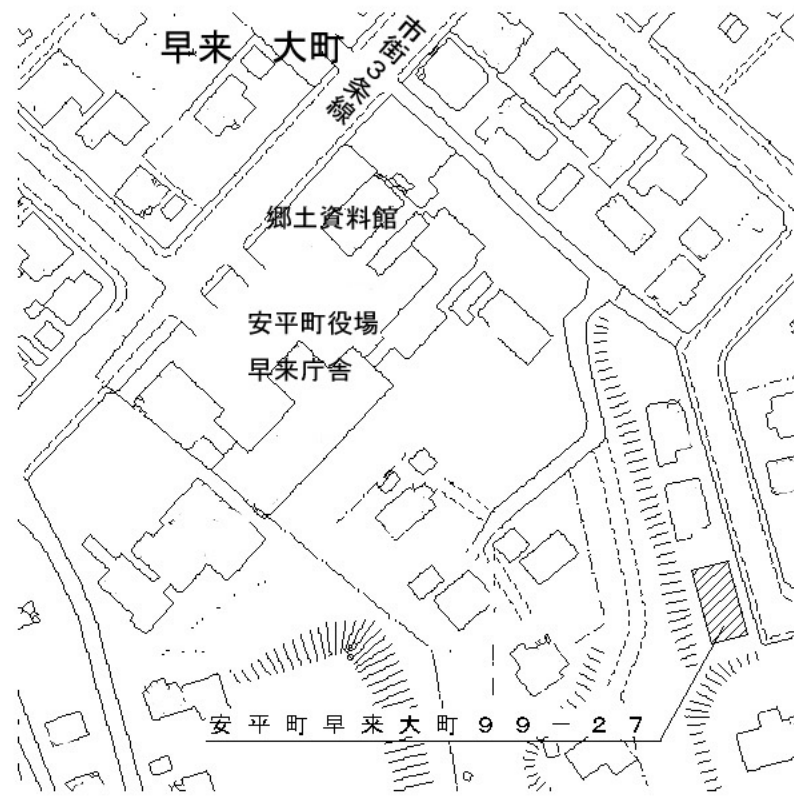 早来　大町
市街3条線
郷土資料館
安平町役場
早来庁舎
安平町早来大町９９－２７